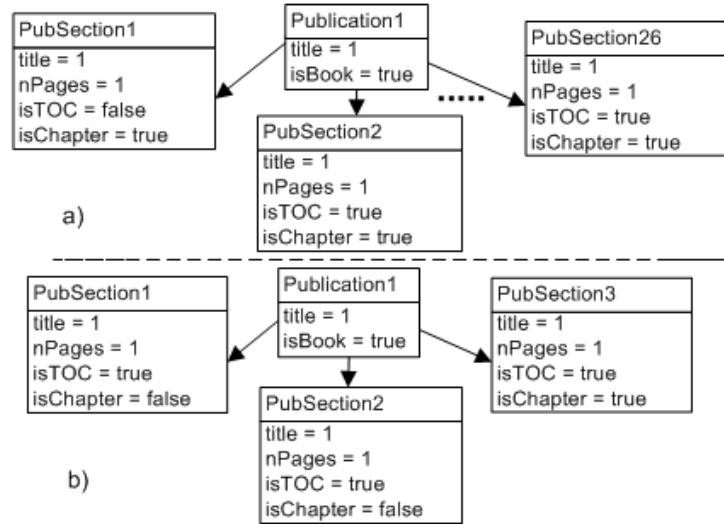 PubSection1
title = 1
nPages = 1
isTOC = false
isChapter = true
Publication1
title = 1
isBook = true
PubSection26
title = 1
nPages = 1
isTOC = true
isChapter = true
PubSection2
title = 1
nPages = 1
isTOC = true
isChapter = true
a)
PubSection1
title = 1
nPages = 1
isTOC = true
isChapter = false
Publication1
title = 1
isBook = true
PubSection3
title = 1
nPages = 1
isTOC = true
isChapter = true
PubSection2
title = 1
nPages = 1
isTOC = true
isChapter = false
b)